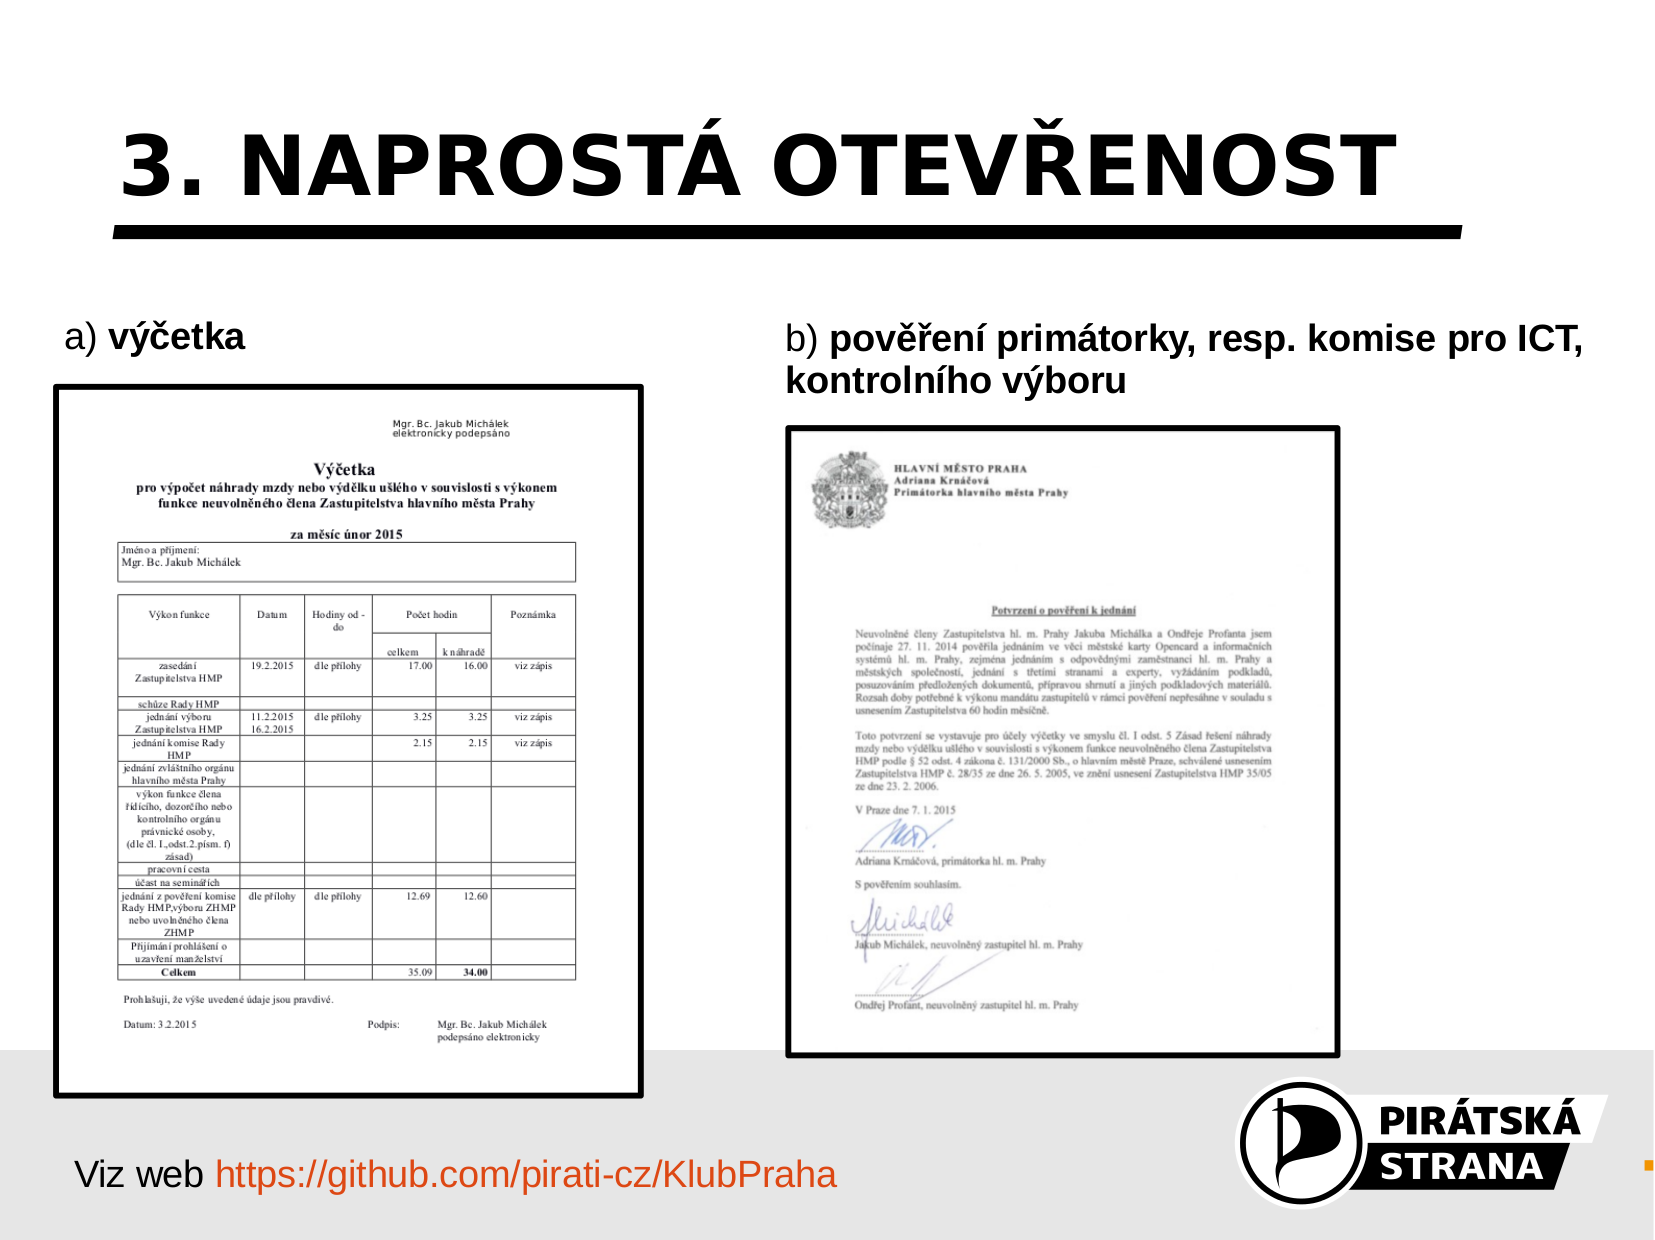 3. NAPROSTÁ OTEVŘENOST
a) výčetka
Mgr. Bc. Jakub Michálek
elektronicky podepsáno
Výčetka
pro výpočet náhrady mzdy nebo výdělku ušlého v souvislosti s výkonem
funkce neuvolněného člena Zastupitelstva hlavního města Prahy
za měsíc únor 2015
Jméno a příjmení:
Mgr. Bc. Jakub Michálek
Výkon funkce Datum Hodiny od - do Počet hodin Poznámka
celkem k náhradě
zasedání Zastupitelstva HMP 19.2.2015 dle přílohy 17.00 16.00 viz zápis
schůze Rady HMP
jednání výboru Zastupitelstva HMP 11.2.2015 16.2.2015 dle přílohy 3.25 3.25 viz zápis
jednání komise Rady HMP 2.15 2.15 viz zápis
jednání zvláštního orgánu hlavního města Prahy
výkon funkce člena
řídícího, dozorčího nebo
kontrolního orgánu
právnické osoby,
(dle čl. I.,odst.2.písm. f)
zásad)
pracovní cesta
účast na seminářích
jednání z pověření komise Rady HMP,výboru ZHMP nebo uvolněného člena ZHMP dle přílohy dle přílohy 12.69 12.60
Přijímání prohlášení o uzavření manželství
Celkem 35.09 34.00
Prohlašuji, že výše uvedené údaje jsou pravdivé.
Datum: 3.2.2015 Podpis: Mgr. Bc. Jakub Michálek
podepsáno elektronicky
b) pověření primátorky, resp. komise pro ICT,
kontrolního výboru
HLAVNÍ MĚSTO PRAHA
Adriana Krnáčová
Primátorka hlavního města Prahy
Potvrzení o pověření k jednání
Neuvolněné členy Zastupitelstva hl. m. Prahy Jakuba Michálka a Ondřeje Profanta jsem
počínaje 27. 11. 2014 pověřila jednáním ve věci městské karty Opencard a informačních
systémů hl. m. Prahy, zejména jednáním s odpovědnými zaměstnanci hl. m. Prahy a
městských společností, jednání s třetími stranami a experty, vyžádáním podkladů,
posuzováním předložených dokumentů, přípravou shrnutí a jiných podkladových materiálů.
Rozsah doby potřebné k výkonu mandátu zastupitelů v rámci pověření nepřesáhne v souladu s
usnesením Zastupitelstva 60 hodin měsíčně.
Toto potvrzení se vystavuje pro účely výčetky ve smyslu čl. I odst. 5 Zásad řešení náhrady
mzdy nebo výdělku ušlého v souvislosti s výkonem funkce neuvolněného člena Zastupitelstva
HMP podle § 52 odst. 4 zákona č. 131/2000 Sb., o hlavním městě Praze, schválené usnesením
Zastupitelstva HMP č. 28/35 ze dne 26. 5. 2005, ve znění usnesení Zastupitelstva HMP 35/05
ze dne 23. 2. 2006.
V Praze dne 7. 1. 2015
Adriana Krnáčová, primátorka hl. m. Prahy
S pověřením souhlasím.
Michálek
Jakub Michálek, neuvolněný zastupitel hl. m. Prahy
Ondřej Profant, neuvolněný zastupitel hl. m. Prahy
Viz web https://github.com/pirati-cz/KlubPraha
PIRÁTSKÁ
STRANA